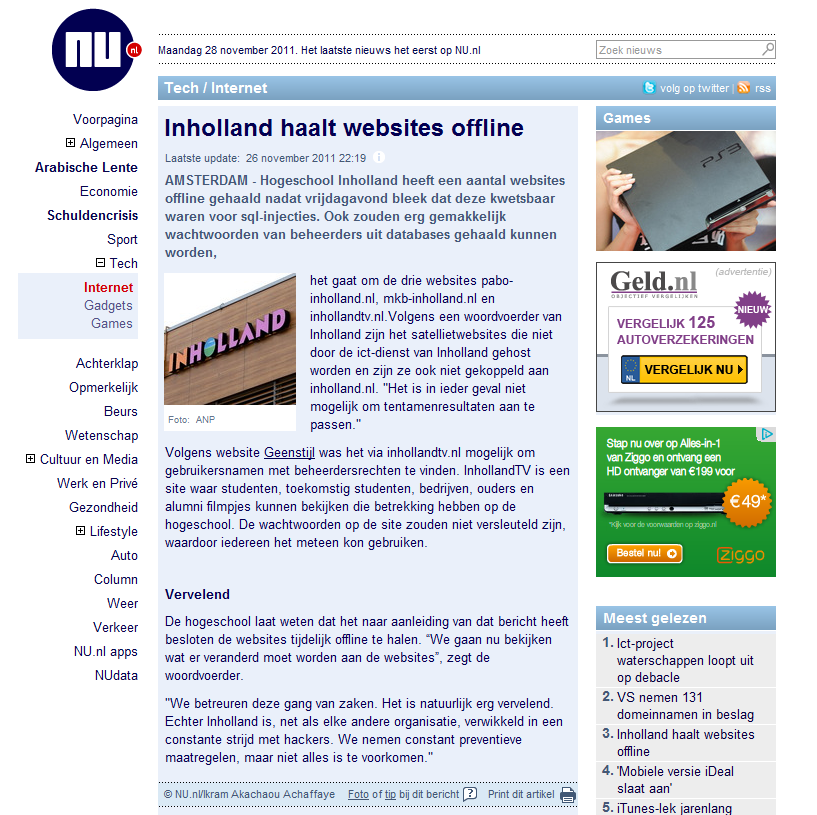 NU.nl
Maandag 28 november 2011. Het laatste nieuws het eerst op NU.nl
Zoek nieuws
Tech / Internet
volg op twitter | rss
Voorpagina
Algemeen
Arabische Lente
Economie
Schuldencrisis
Sport
Tech
Internet
Gadgets
Games
Achterklap
Opmerkelijk
Beurs
Wetenschap
Cultuur en Media
Werk en Privé
Gezondheid
Lifestyle
Auto
Column
Weer
Verkeer
NU.nl apps
NUdata
Inholland haalt websites offline
Laatste update: 26 november 2011 22:19 i
AMSTERDAM - Hogeschool Inholland heeft een aantal websites
offline gehaald nadat vrijdagavond bleek dat deze kwetsbaar
waren voor sql-injecties. Ook zouden erg gemakkelijk
wachtwoorden van beheerders uit databases gehaald kunnen
worden,
INHOLLAND
Foto: ANP
het gaat om de drie websites pabo-
inholland.nl, mkb-inholland.nl en
inhollandtv.nl.Volgens een woordvoerder van
Inholland zijn het satellietwebsites die niet
door de ict-dienst van Inholland gehost
worden en zijn ze ook niet gekoppeld aan
inholland.nl. "Het is in ieder geval niet
mogelijk om tentamenresultaten aan te
passen."
Volgens website Geenstijl was het via inhollandtv.nl mogelijk om
gebruikersnamen met beheerdersrechten te vinden. InhollandTV is een
site waar studenten, toekomstig studenten, bedrijven, ouders en
alumni filmpjes kunnen bekijken die betrekking hebben op de
hogeschool. De wachtwoorden op de site zouden niet versleuteld zijn,
waardoor iedereen het meteen kon gebruiken.
Vervelend
De hogeschool laat weten dat het naar aanleiding van dat bericht heeft
besloten de websites tijdelijk offline te halen. “We gaan nu bekijken
wat er veranderd moet worden aan de websites”, zegt de
woordvoerder.
"We betreuren deze gang van zaken. Het is natuurlijk erg vervelend.
Echter Inholland is, net als elke andere organisatie, verwikkeld in een
constante strijd met hackers. We nemen constant preventieve
maatregelen, maar niet alles is te voorkomen."
© NU.nl/Ikram Akachaou Achaffaye Foto of tip bij dit bericht ? Print dit artikel
Games
PS3
Geld.nl
OBJECTIEF VERGELIJKEN
(advertentie)
NIEUW
VERGELIJK 125
AUTOVERZEKERINGEN
NL
VERGELIJK NU
Stap nu over op Alles-in-1
van Ziggo en ontvang een
HD ontvanger van €199 voor
SAMSUNG
€49*
*Kijk voor de voorwaarden op ziggo.nl
Bestel nu!
ziggo
Meest gelezen
1. Ict-project
waterschappen loopt uit
op debacle
2. VS nemen 131
domeinnamen in beslag
3. Inholland haalt websites
offline
4. 'Mobiele versie iDeal
slaat aan'
5. iTunes-lek jarenlang